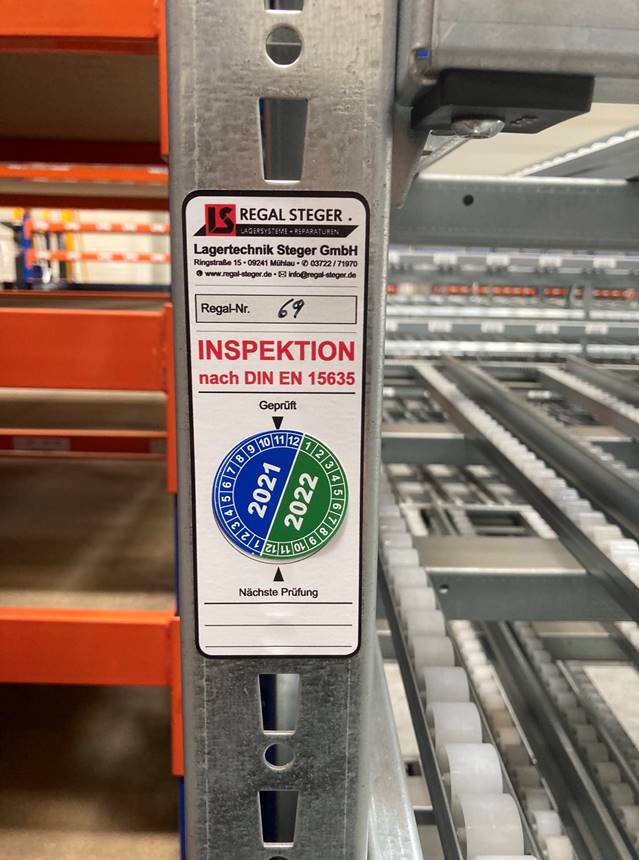 LS REGAL STEGER .
LAGERSYSTEME - REPARATUREN
Lagertechnik Steger GmbH
Ringstraße 15 • 09241 Mühlau • ✆ 03722 / 71970
www.regal-steger.de • ✉ info@regal-steger.de
Regal-Nr. 69
INSPEKTION
nach DIN EN 15635
Geprüft
1 2 3 4 5 6 7 8 9 10 11 12
2021
1 2 3 4 5 6 7 8 9 10 11 12
2022
Nächste Prüfung